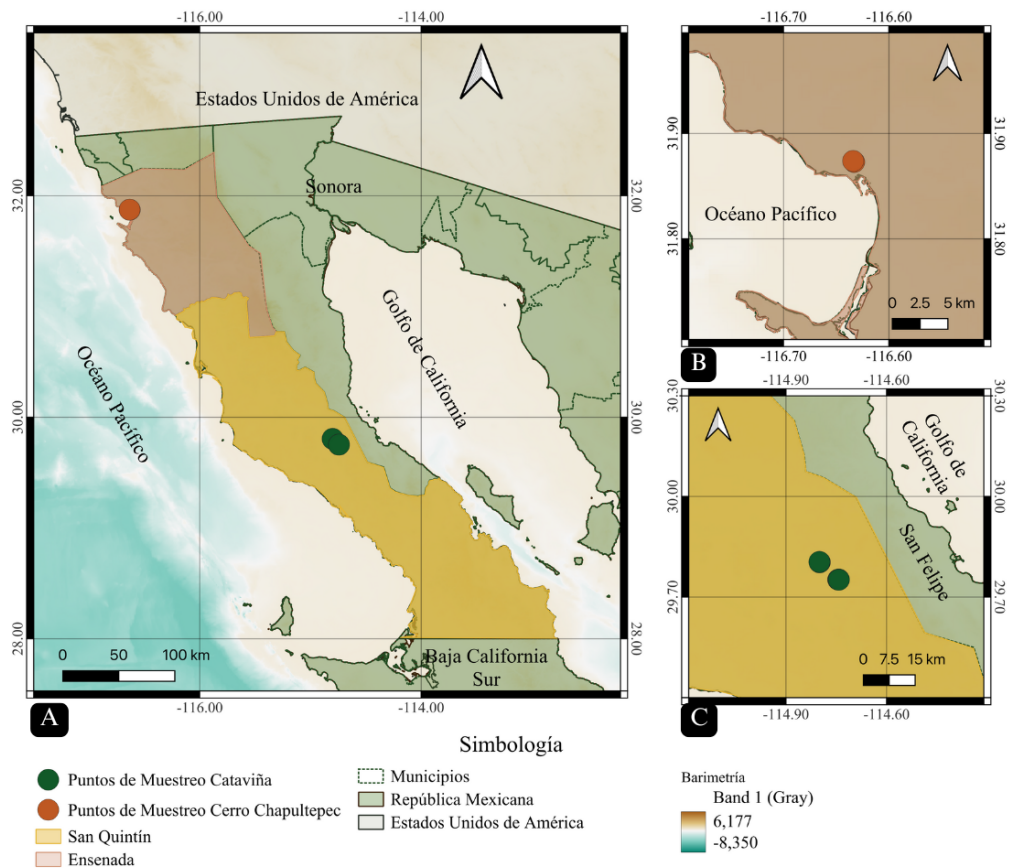 -116.00
-114.00
Estados Unidos de América
Sonora
32.00
32.00
Golfo de California
Océano Pacífico
30.00
30.00
28.00
28.00
0 50 100 km
Baja California
Sur
A
-116.00
-114.00
-116.70
-116.60
31.90
31.90
Océano Pacífico
31.80
31.80
0 2.5 5 km
B
-116.70
-116.60
-114.90
-114.60
30.30
30.30
Golfo de
California
30.00
30.00
San Felipe
29.70
29.70
0 7.5 15 km
C
-114.90
-114.60
Simbología
Puntos de Muestreo Cataviña
Puntos de Muestreo Cerro Chapultepec
San Quintín
Ensenada
Municipios
República Mexicana
Estados Unidos de América
Barimetría
Band 1 (Gray)
6,177
-8,350